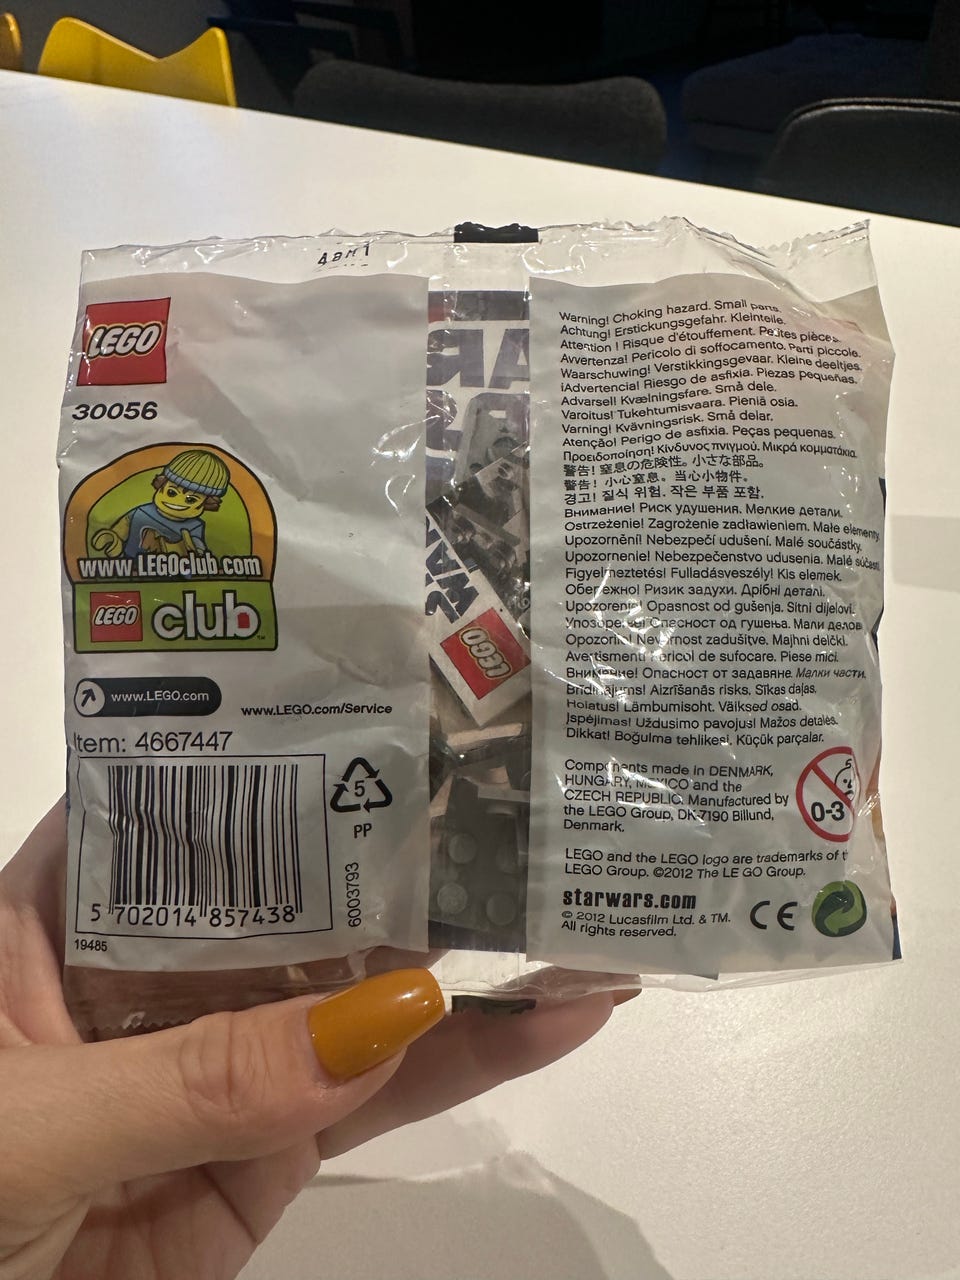 LEGO
30056
www.LEGOclub.com
LEGO club™
www.LEGO.com
www.LEGO.com/Service
Item: 4667447
5 702014 857438
19485
5
PP
6003793
LEGO
Warning! Choking hazard. Small parts.
Achtung! Erstickungsgefahr. Kleinteile.
Attention ! Risque d'étouffement. Petites pièces.
Avvertenza! Pericolo di soffocamento. Parti piccole.
Waarschuwing! Verstikkingsgevaar. Kleine deeltjes.
¡Advertencia! Riesgo de asfixia. Piezas pequeñas.
Advarsel! Kvælningsfare. Små dele.
Varoitus! Tukehtumisvaara. Pieniä osia.
Varning! Kvävningsrisk. Små delar.
Atenção! Perigo de asfixia. Peças pequenas.
Προειδοποίηση! Κίνδυνος πνιγμού. Μικρά κομματάκια.
警告! 窒息の危険性。小さな部品。
警告! 小心窒息。当心小物件。
경고! 질식 위험. 작은 부품 포함.
Внимание! Риск удушения. Мелкие детали.
Ostrzeżenie! Zagrożenie zadławieniem. Małe elementy.
Upozornění! Nebezpečí udušení. Malé součástky.
Upozornenie! Nebezpečenstvo udusenia. Malé súčasti.
Figyelmeztetés! Fulladásveszély! Kis elemek.
Обережно! Ризик задухи. Дрібні деталі.
Upozorenje! Opasnost od gušenja. Sitni dijelovi.
Упозорење! Опасност од гушења. Мали делови
Opozorilo! Nevarnost zadušitve. Majhni delčki.
Avertisment! Pericol de sufocare. Piese mici.
Внимание! Опасност от задавяне. Малки части.
Brīdinājums! Aizrīšanās risks. Sīkas daļas.
Hoiatus! Lämbumisoht. Väiksed osad.
Įspėjimas! Uždusimo pavojus! Mažos detalės.
Dikkat! Boğulma tehlikesi, Küçük parçalar.
Components made in DENMARK,
HUNGARY, MEXICO and the
CZECH REPUBLIC. Manufactured by
the LEGO Group, DK-7190 Billund,
Denmark.
0-3
LEGO and the LEGO logo are trademarks of the
LEGO Group. ©2012 The LEGO Group.
starwars.com
© 2012 Lucasfilm Ltd. & TM.
All rights reserved.
CE